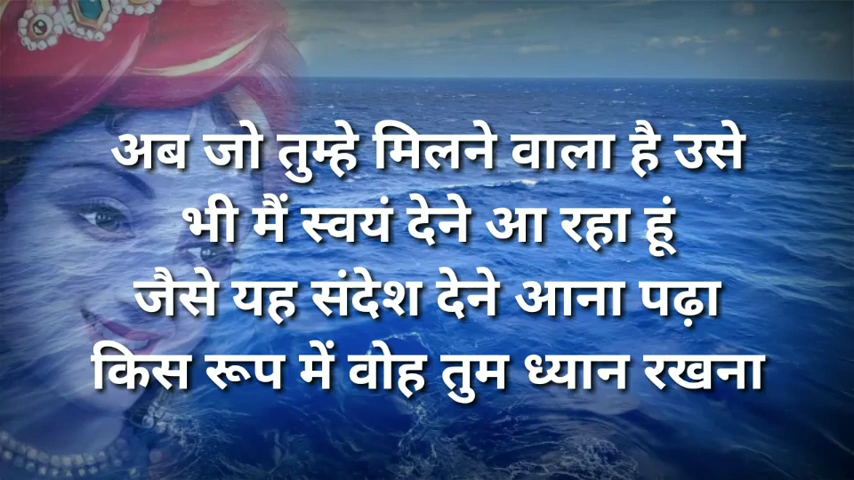 अब जो तुम्हे मिलने वाला है उसे
भी मैं स्वयं देने आ रहा हूं
जैसे यह संदेश देने आना पढ़ा
किस रूप में वोह तुम ध्यान रखना